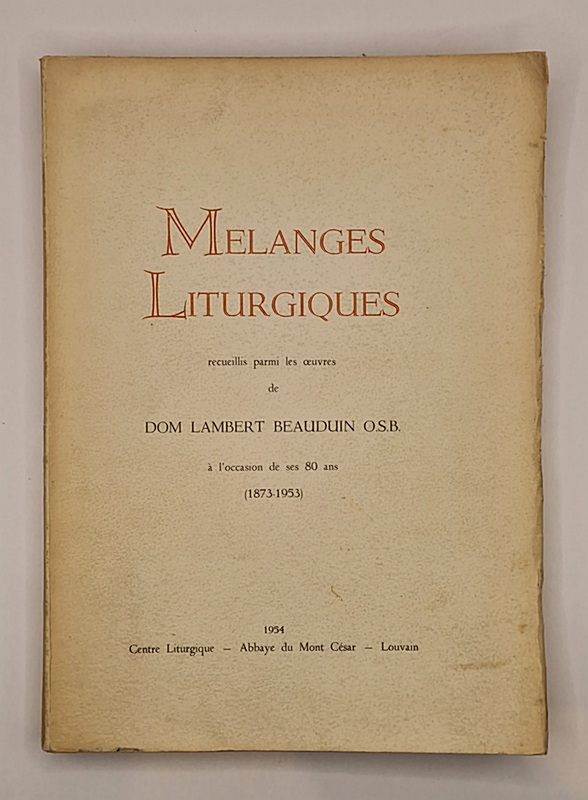 MELANGES
LITURGIQUES
recueillis parmi les œuvres
de
DOM LAMBERT BEAUDUIN O.S.B.
à l'occasion de ses 80 ans
(1873-1953)
1954
Centre Liturgique — Abbaye du Mont César — Louvain